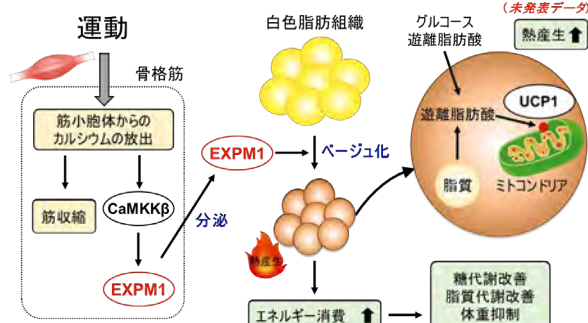 運動
骨格筋
筋小胞体からの
カルシウムの放出
筋収縮
CaMKKβ
EXPM1
分泌
EXPM1
白色脂肪組織
ベージュ化
熱産生
エネルギー消費
糖代謝改善
脂質代謝改善
体重抑制
(未発表データ)
熱産生
グルコース
遊離脂肪酸
遊離脂肪酸
UCP1
脂質
ミトコンドリア